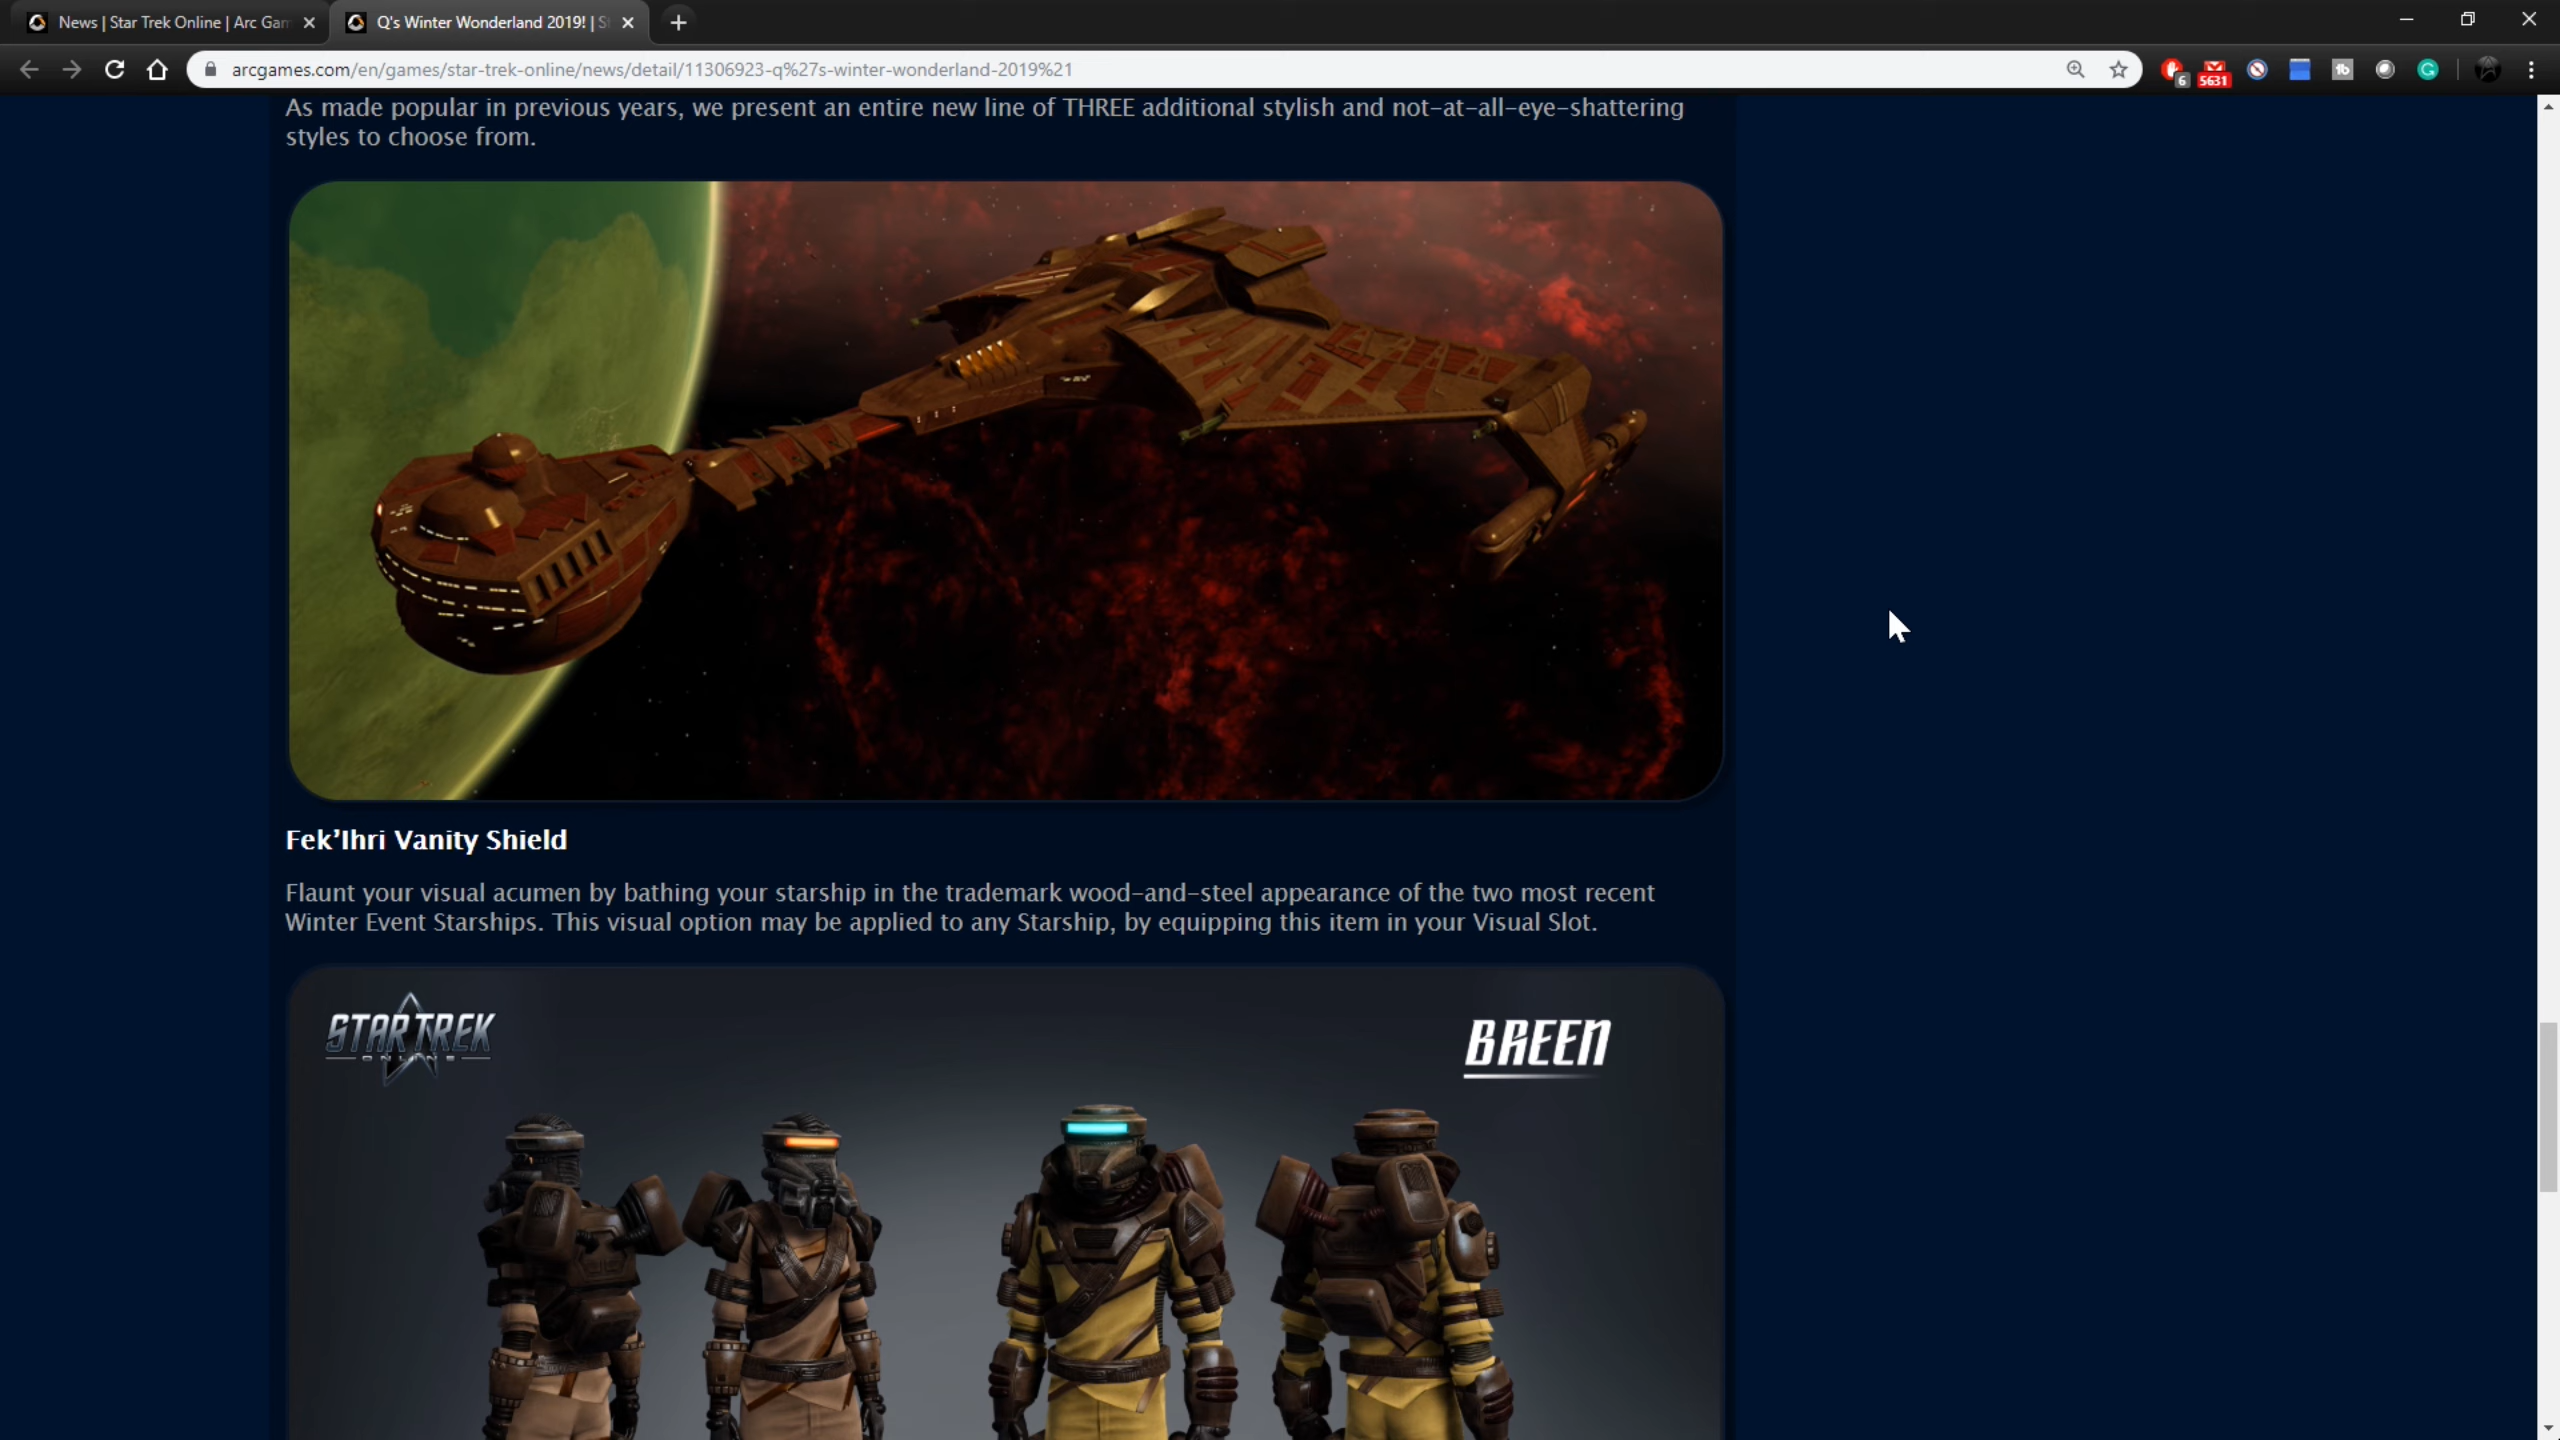 News | Star Trek Online | Arc Gam
Q's Winter Wonderland 2019! | S
arcgames.com/en/games/star-trek-online/news/detail/11306923-q%27s-winter-wonderland-2019%21
6
5631
As made popular in previous years, we present an entire new line of THREE additional stylish and not-at-all-eye-shattering
styles to choose from.
Fek’Ihri Vanity Shield
Flaunt your visual acumen by bathing your starship in the trademark wood-and-steel appearance of the two most recent
Winter Event Starships. This visual option may be applied to any Starship, by equipping this item in your Visual Slot.
STAR TREK
ONLINE
BREEN